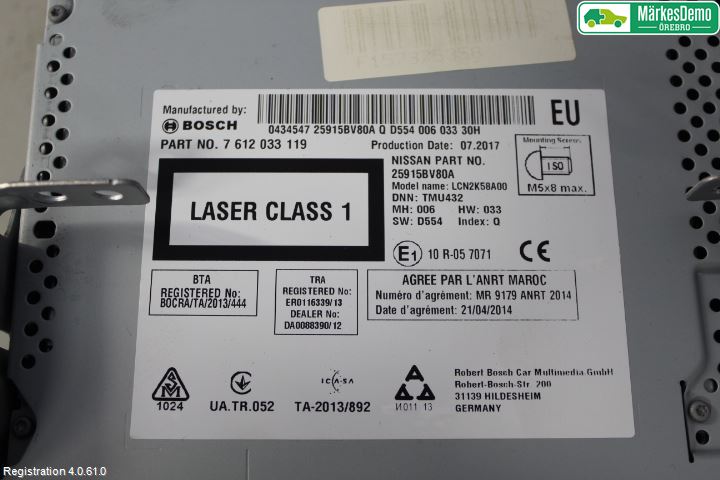 MärkesDemo
ÖREBRO
Manufactured by:
BOSCH
0434547 25915BV80A Q D554 006 033 30H
EU
PART NO. 7 612 033 119
Production Date: 07.2017
NISSAN PART NO.
25915BV80A
Model name: LCN2K58A00
DNN: TMU432
MH: 006 HW: 033
SW: D554 Index: Q
Mounting Screws
ISO
M5x8 max.
LASER CLASS 1
E1 10 R-05 7071
CE
BTA
REGISTERED No:
BOCRA/TA/2013/444
TRA
REGISTERED No:
ER0116339/13
DEALER No:
DA0088390/12
AGREE PAR L'ANRT MAROC
Numéro d'agrément: MR 9179 ANRT 2014
Date d'agrément: 21/04/2014
1024
UA.TR.052
ICASA
TA-2013/892
И011 13
Robert Bosch Car Multimedia GmbH
Robert-Bosch-Str. 200
31139 HILDESHEIM
GERMANY
Registration 4.0.61.0